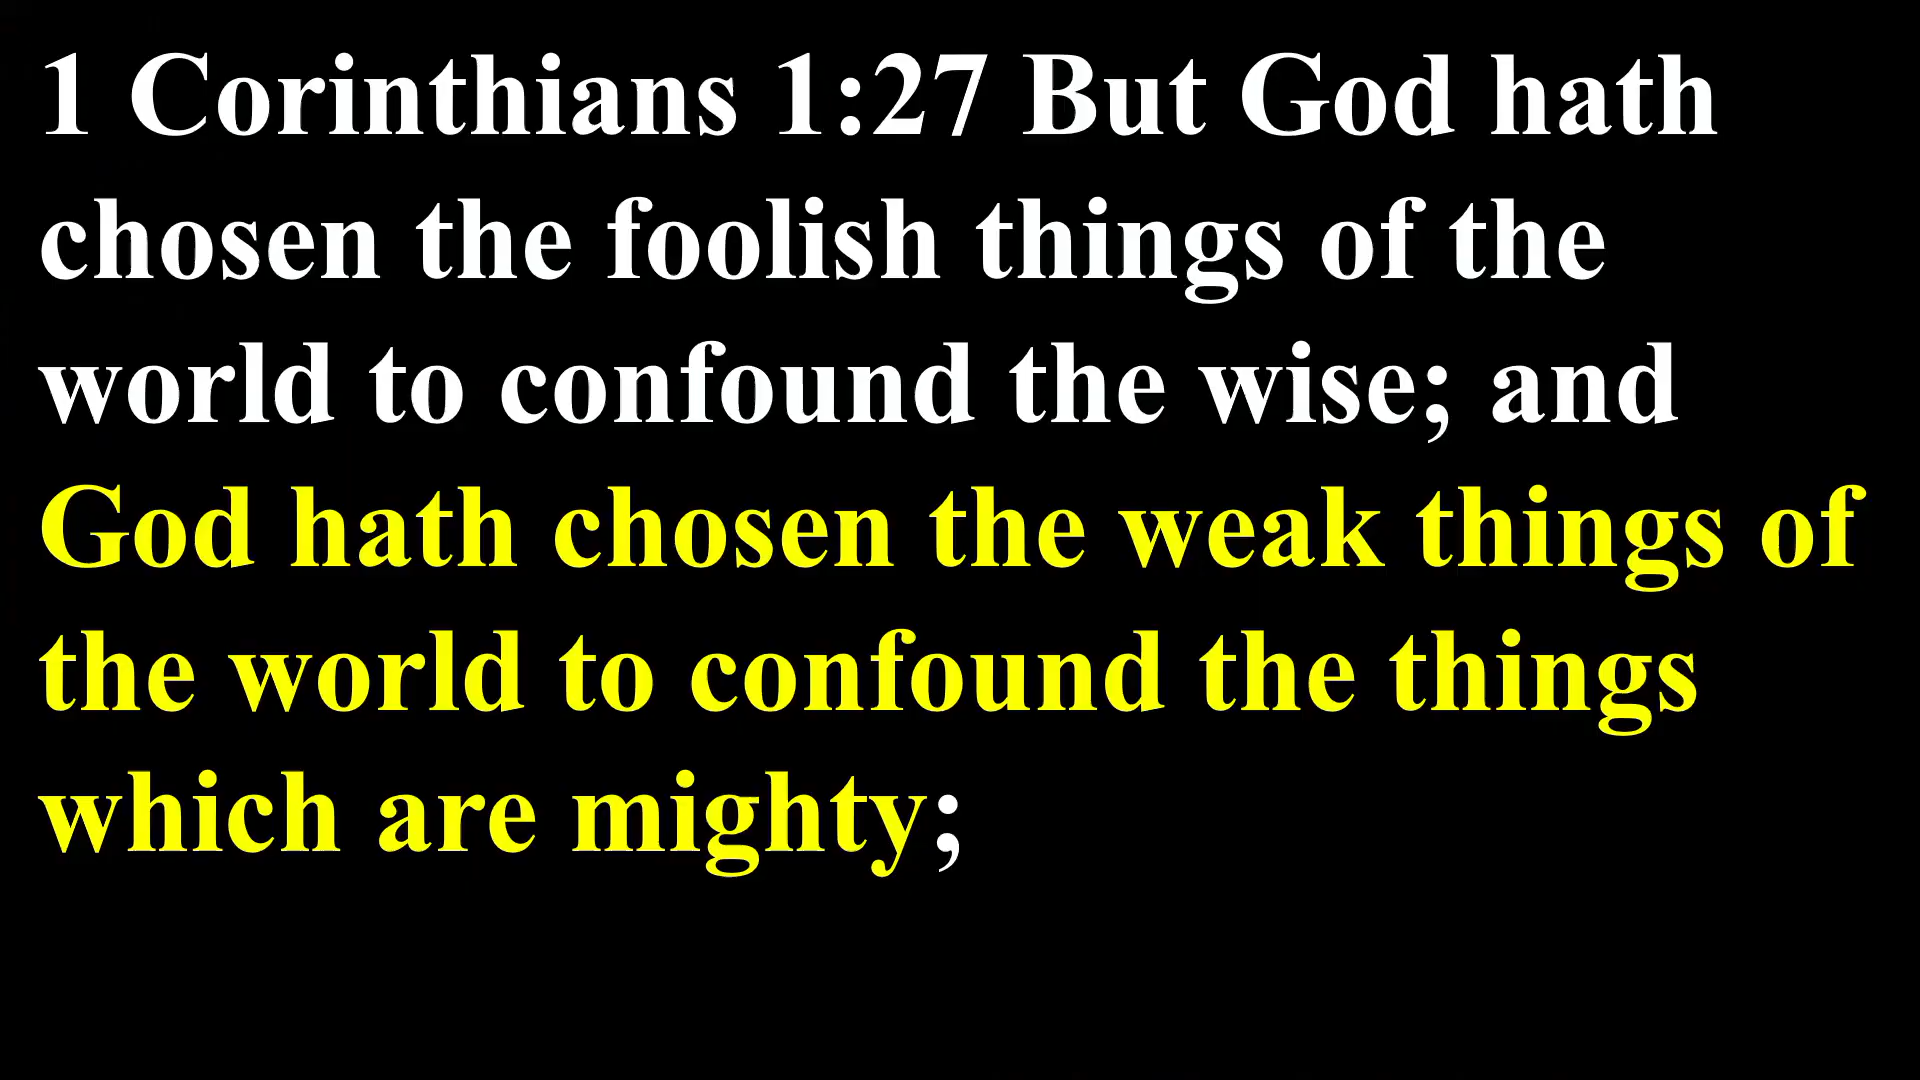 1 Corinthians 1:27 But God hath
chosen the foolish things of the
world to confound the wise; and
God hath chosen the weak things of
the world to confound the things
which are mighty;